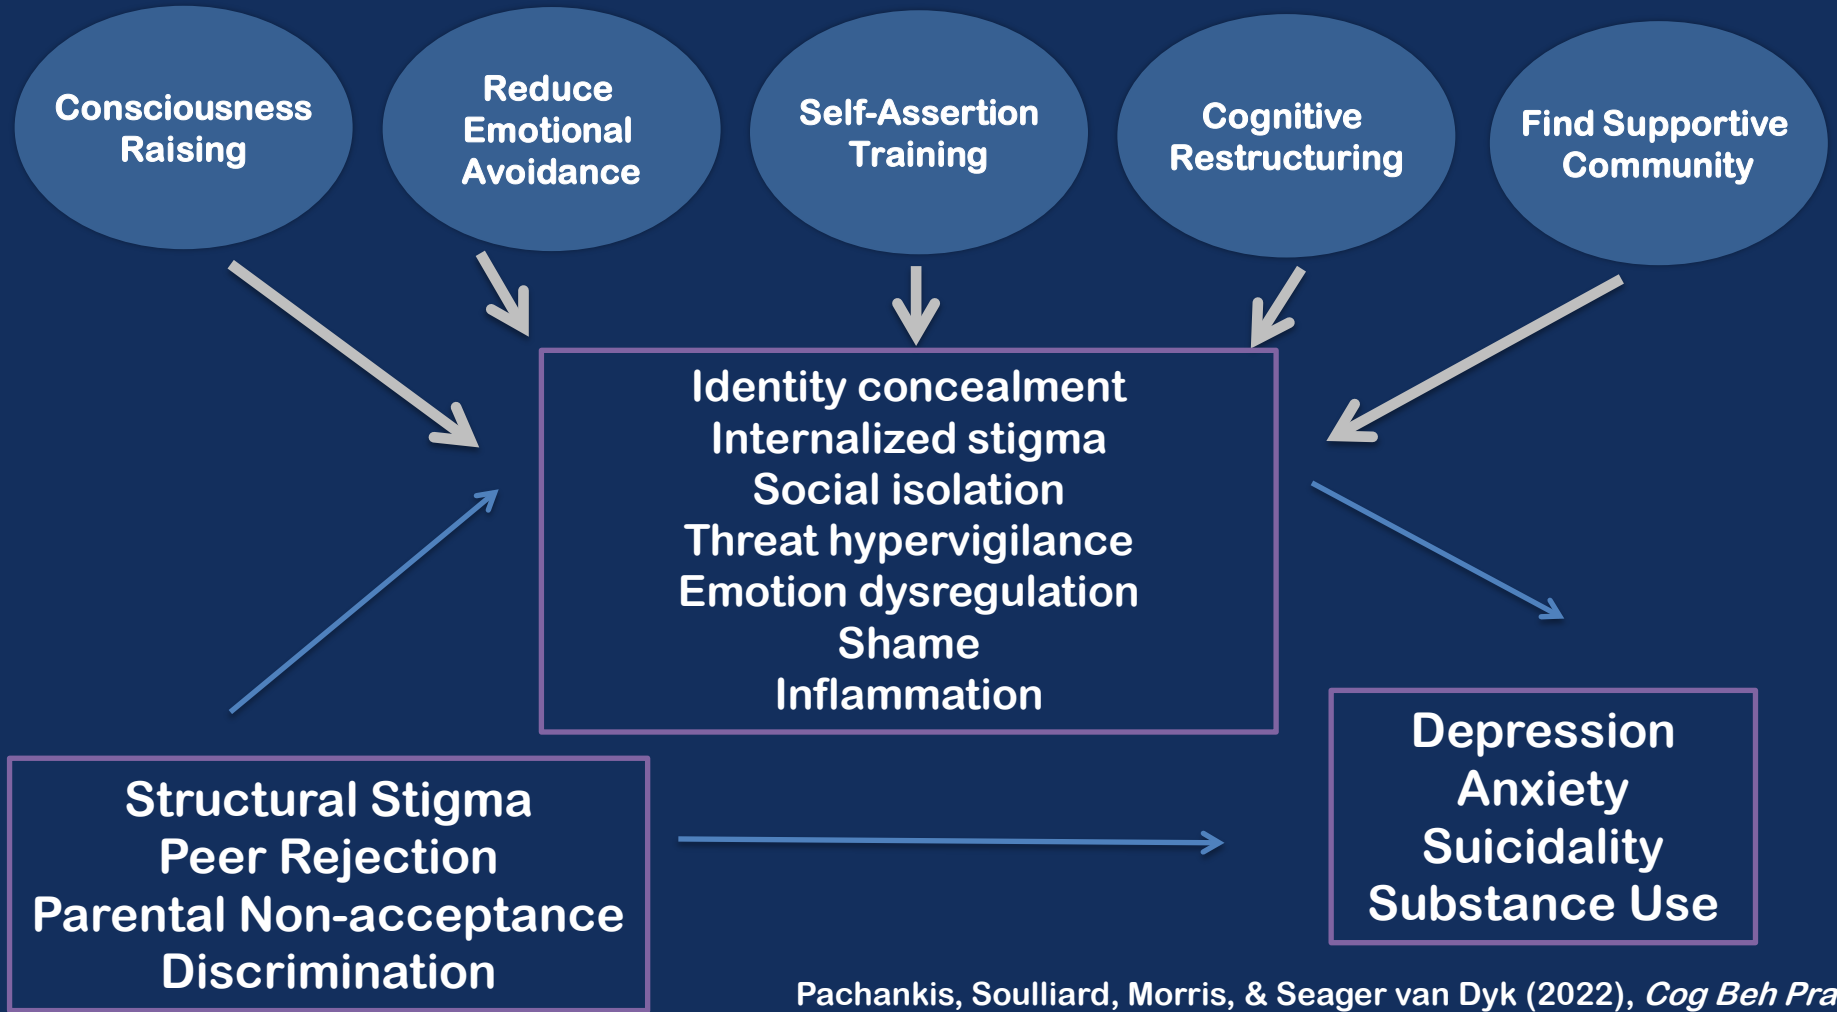 Consciousness
Raising
Reduce
Emotional
Avoidance
Self-Assertion
Training
Cognitive
Restructuring
Find Supportive
Community
Identity concealment
Internalized stigma
Social isolation
Threat hypervigilance
Emotion dysregulation
Shame
Inflammation
Structural Stigma
Peer Rejection
Parental Non-acceptance
Discrimination
Depression
Anxiety
Suicidality
Substance Use
Pachankis, Soulliard, Morris, & Seager van Dyk (2022), Cog Beh Pra